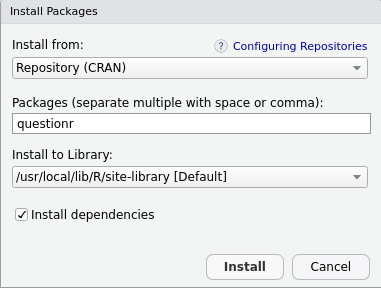 Install Packages
Install from:
? Configuring Repositories
Repository (CRAN)
Packages (separate multiple with space or comma):
questionr
Install to Library:
/usr/local/lib/R/site-library [Default]
Install dependencies
Install Cancel